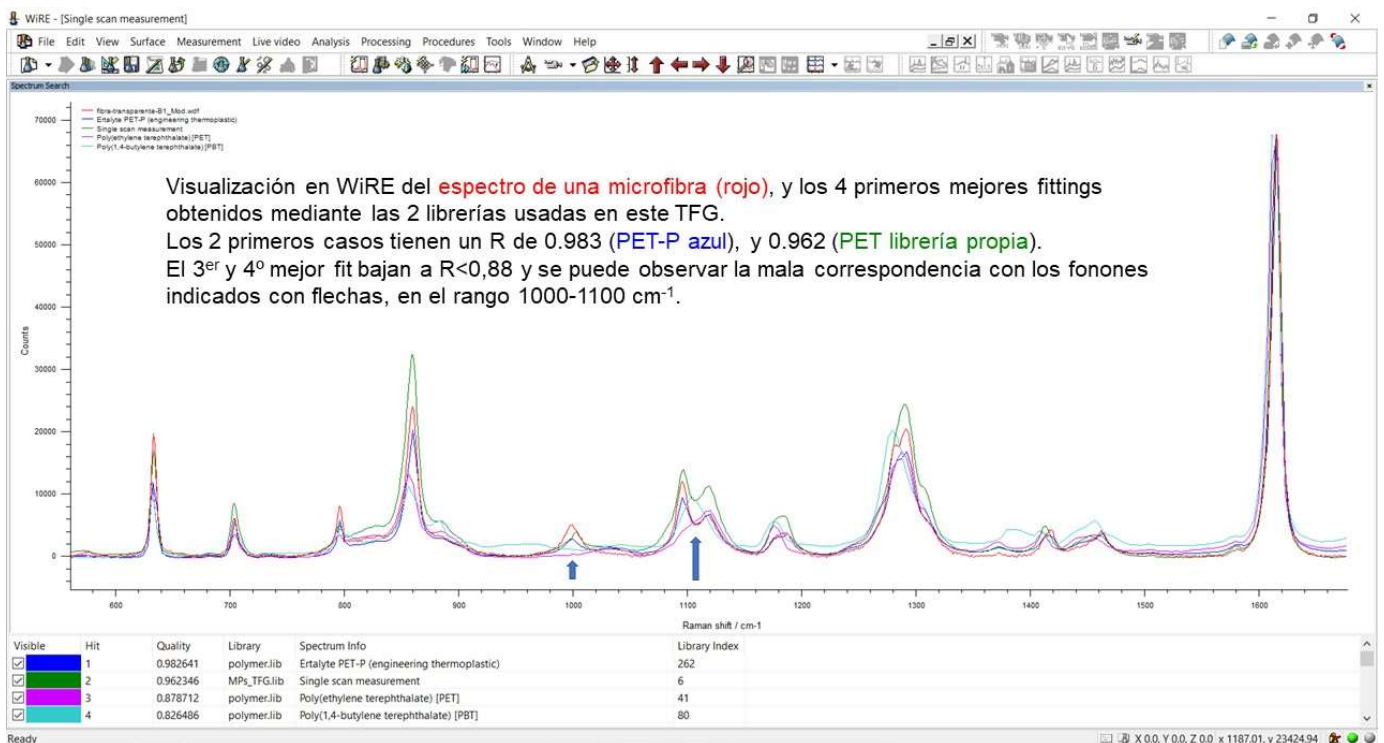 WiRE - [Single scan measurement]
File Edit View Surface Measurement Live video Analysis Processing Procedures Tools Window Help
Spectrum Search
fibra-transparente-B1_Mod.wdf
Ertalyte PET-P (engineering thermoplastic)
Single scan measurement
Poly(ethylene terephthalate) [PET]
Poly(1,4-butylene terephthalate) [PBT]
Visualización en WiRE del espectro de una microfibra (rojo), y los 4 primeros mejores fittings
obtenidos mediante las 2 librerías usadas en este TFG.
Los 2 primeros casos tienen un R de 0.983 (PET-P azul), y 0.962 (PET librería propia).
El 3er y 4º mejor fit bajan a R<0,88 y se puede observar la mala correspondencia con los fonones
indicados con flechas, en el rango 1000-1100 cm-1.
70000
60000
50000
40000
30000
20000
10000
0
Counts
600 700 800 900 1000 1100 1200 1300 1400 1500 1600
Raman shift / cm-1
Visible Hit Quality Library Spectrum Info Library Index
1 0.982641 polymer.lib Ertalyte PET-P (engineering thermoplastic) 262
2 0.962346 MPs_TFG.lib Single scan measurement 6
3 0.878712 polymer.lib Poly(ethylene terephthalate) [PET] 41
4 0.826486 polymer.lib Poly(1,4-butylene terephthalate) [PBT] 80
Ready X 0.0, Y 0.0, Z 0.0 x 1187.01, y 23424.94